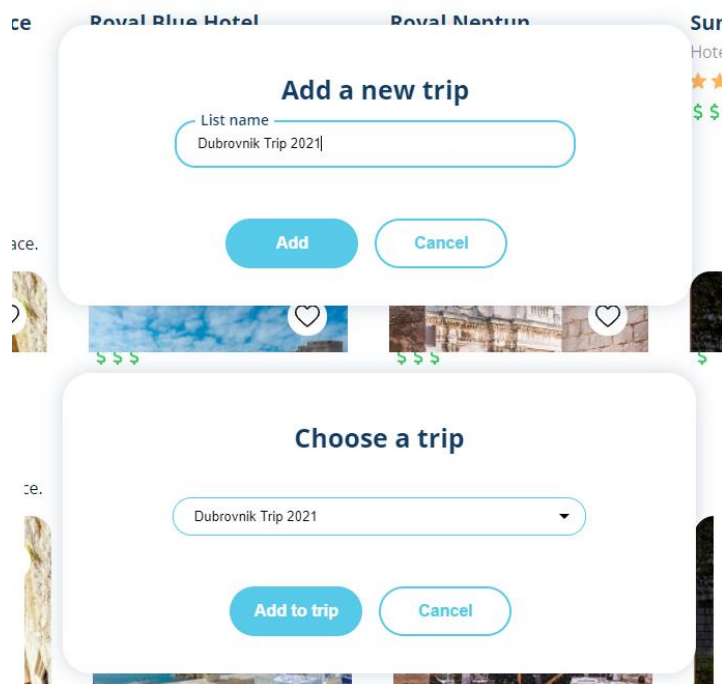 ce Royal Blue Hotel Royal Neptun Sun
Hote
Add a new trip
$ $
List name
Dubrovnik Trip 2021
Add Cancel
ace.
$ $ $ $ $ $ $
Choose a trip
ce.
Dubrovnik Trip 2021
Add to trip Cancel